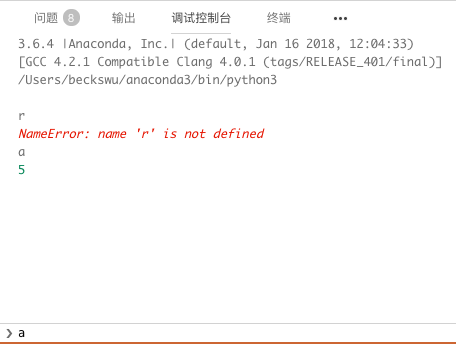 问题 8 输出 调试控制台 终端 •••
3.6.4 |Anaconda, Inc.| (default, Jan 16 2018, 12:04:33)
[GCC 4.2.1 Compatible Clang 4.0.1 (tags/RELEASE_401/final)]
/Users/beckswu/anaconda3/bin/python3
r
NameError: name 'r' is not defined
a
5
❯ a